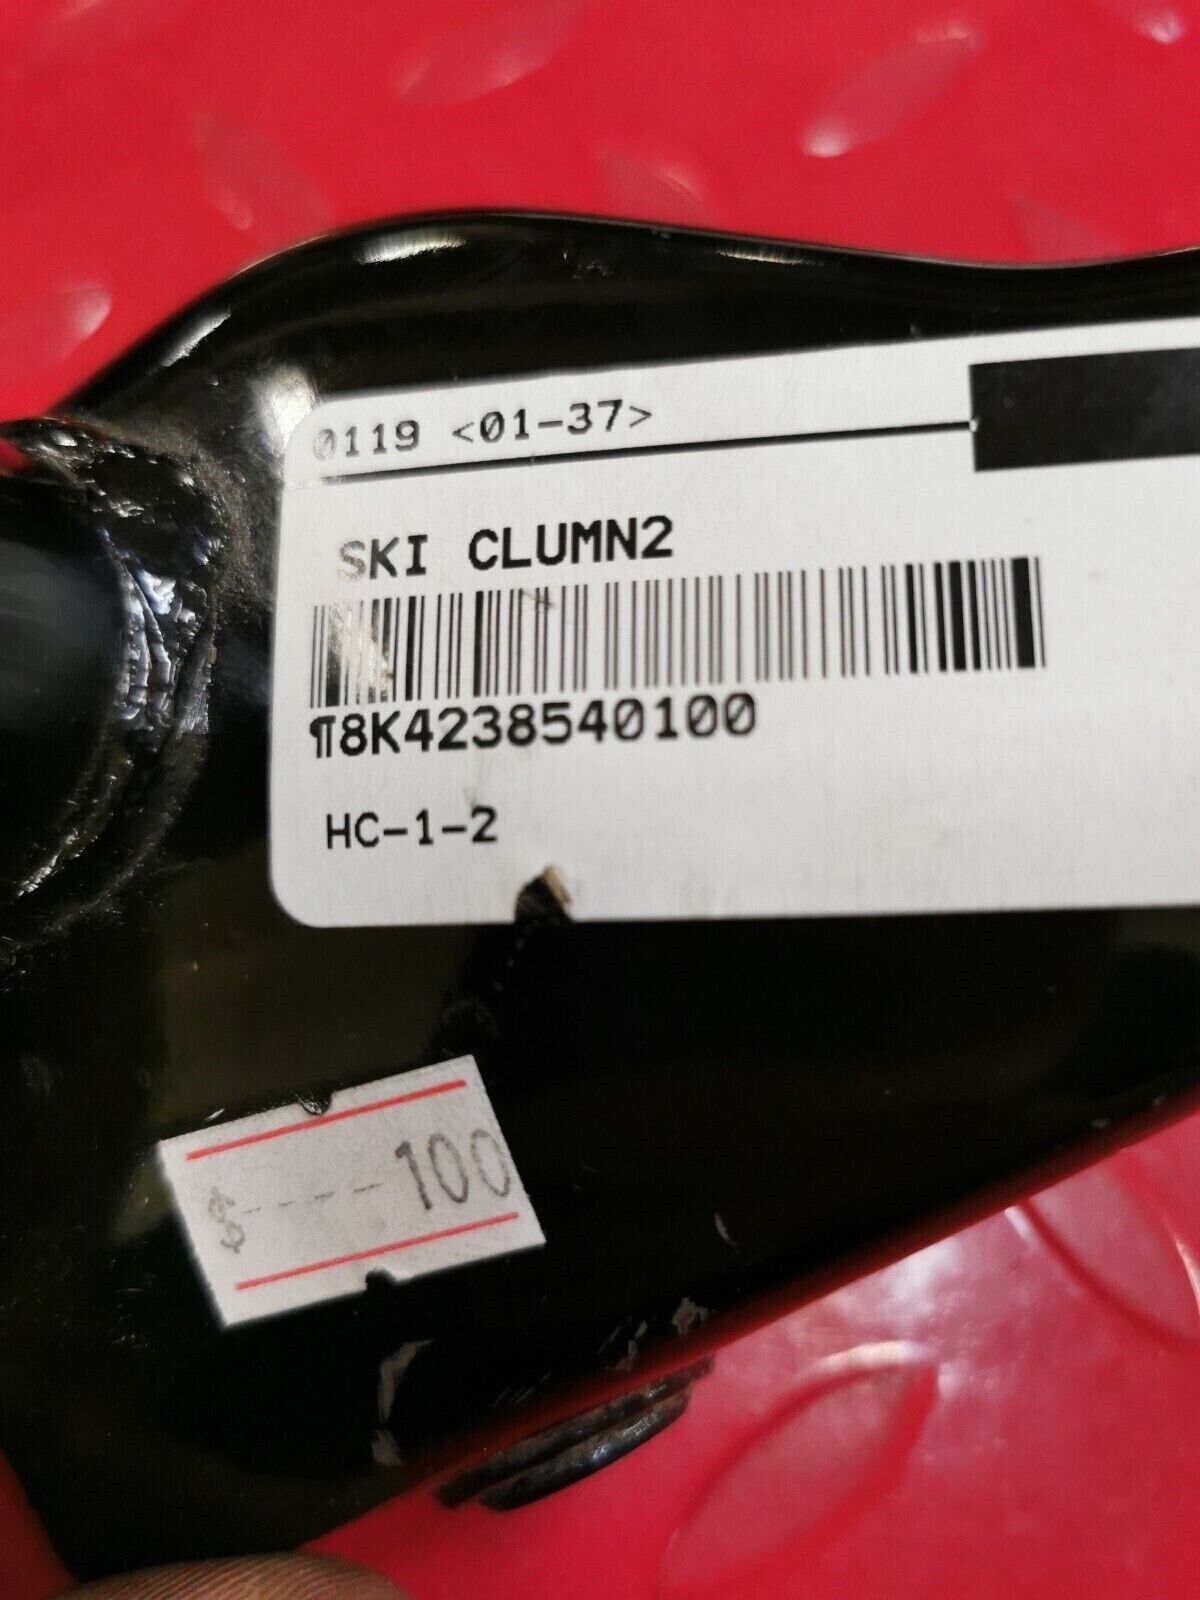 0119 <01-37>
SKI CLUMN2
¶8K4238540100
HC-1-2
$----100